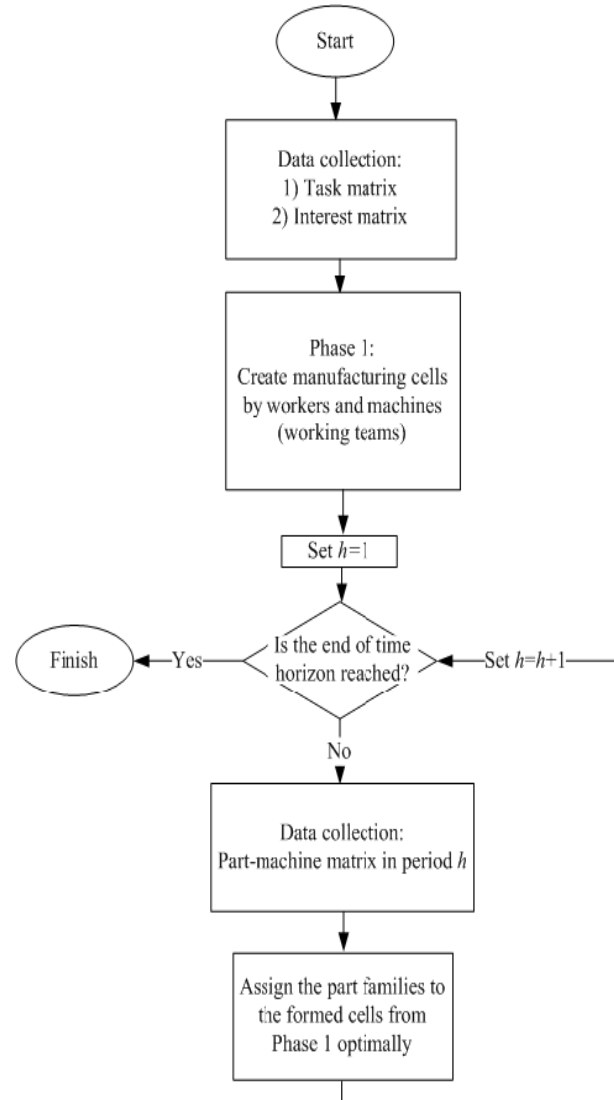 Start
Data collection:
1) Task matrix
2) Interest matrix
Phase 1:
Create manufacturing cells
by workers and machines
(working teams)
Set h=1
Is the end of time
horizon reached?
Yes
Finish
Set h=h+1
No
Data collection:
Part-machine matrix in period h
Assign the part families to
the formed cells from
Phase 1 optimally